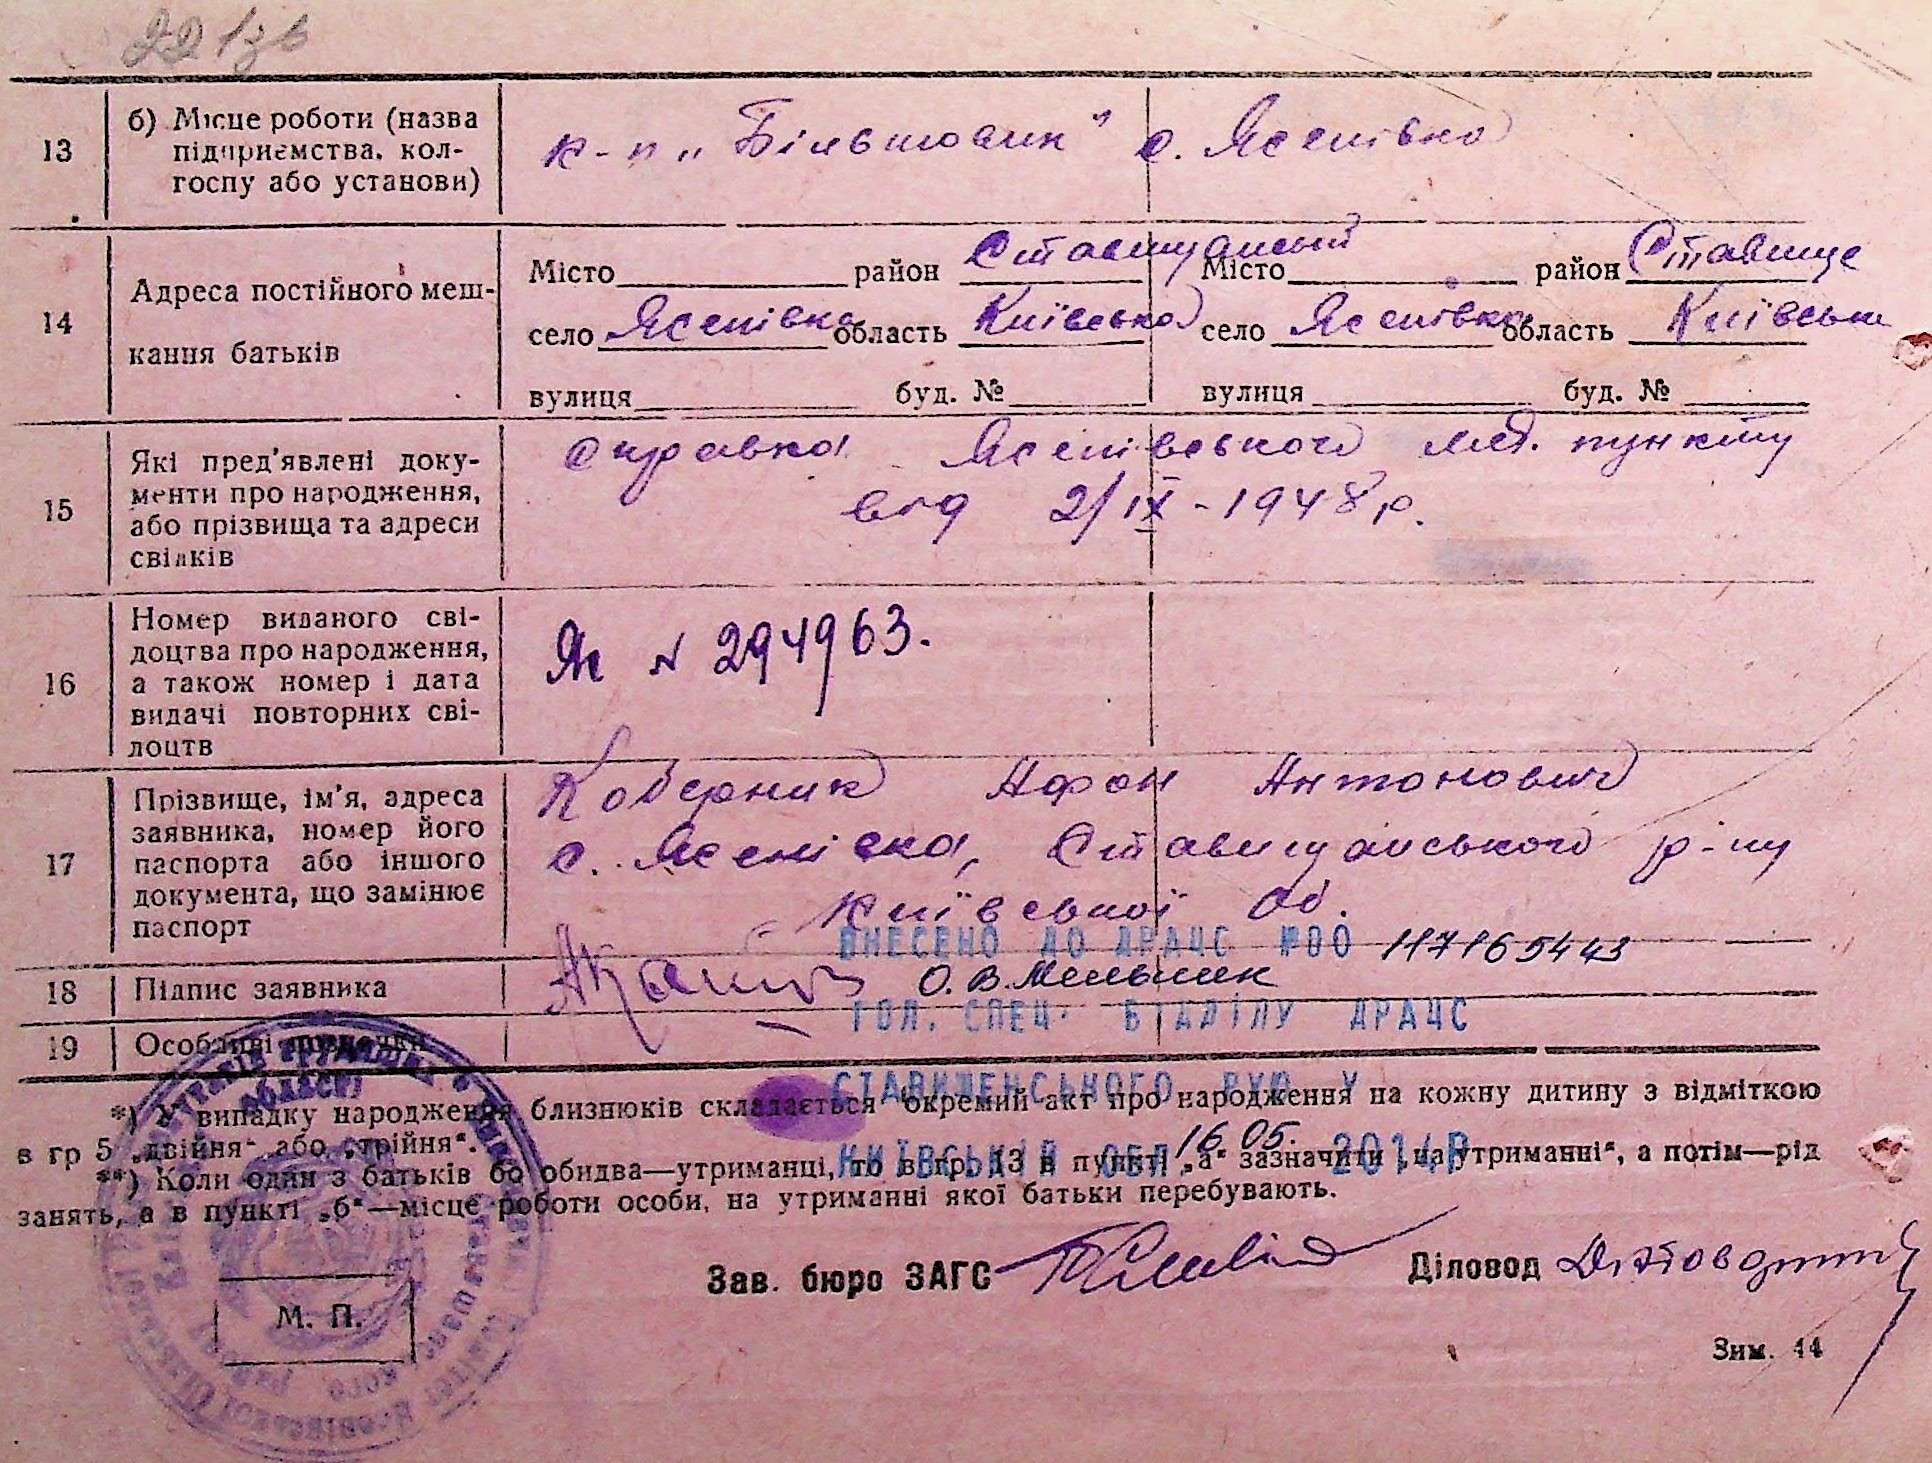 221зв
13
б) Місце роботи (назва
підприємства, кол-
госпу або установи)
к-п „Більшовик" с. Ясенівка
14
Адреса постійного меш-
кання батьків
Місто район Ставищанський Місто район Ставище
село Ясенівка область Київська село Ясенівка область Київська
вулиця буд. № вулиця буд. №
15
Які пред'явлені доку-
менти про народження,
або прізвища та адреси
свідків
справка Ясенівського мед. пункту
від 2/IX-1948 р.
16
Номер виданого сві-
доцтва про народження,
а також номер і дата
видачі повторних сві-
доцтв
ЯК № 294963.
17
Прізвище, ім'я, адреса
заявника, номер його
паспорта або іншого
документа, що замінює
паспорт
Коберник Афон Антонович
с. Ясенівка, Ставищанського р-ну
Київської об.
ВНЕСЕНО ДО ДРАЦС №00 117165443
18
Підпис заявника
О.В.Мельник
ГОЛ. СПЕЦ. ВІДДІЛУ ДРАЦС
19
Особливі позначки
СТАВИЩЕНСЬКОГО РУЮ У
*) У випадку народження близнюків складається окремий акт про народження на кожну дитину з відміткою
в гр 5 „двійня" або „трійня".
КИЇВСЬКІЙ ОБЛ 16.05. 2014Р
**) Коли один з батьків бо обидва—утриманці, то в гр. 13 в пункті „а" зазначити „на утриманні", а потім—рід
занять, а в пункті „б"—місце роботи особи, на утриманні якої батьки перебувають.
Зав. бюро ЗАГС Діловод
М. П.
Зим. 44